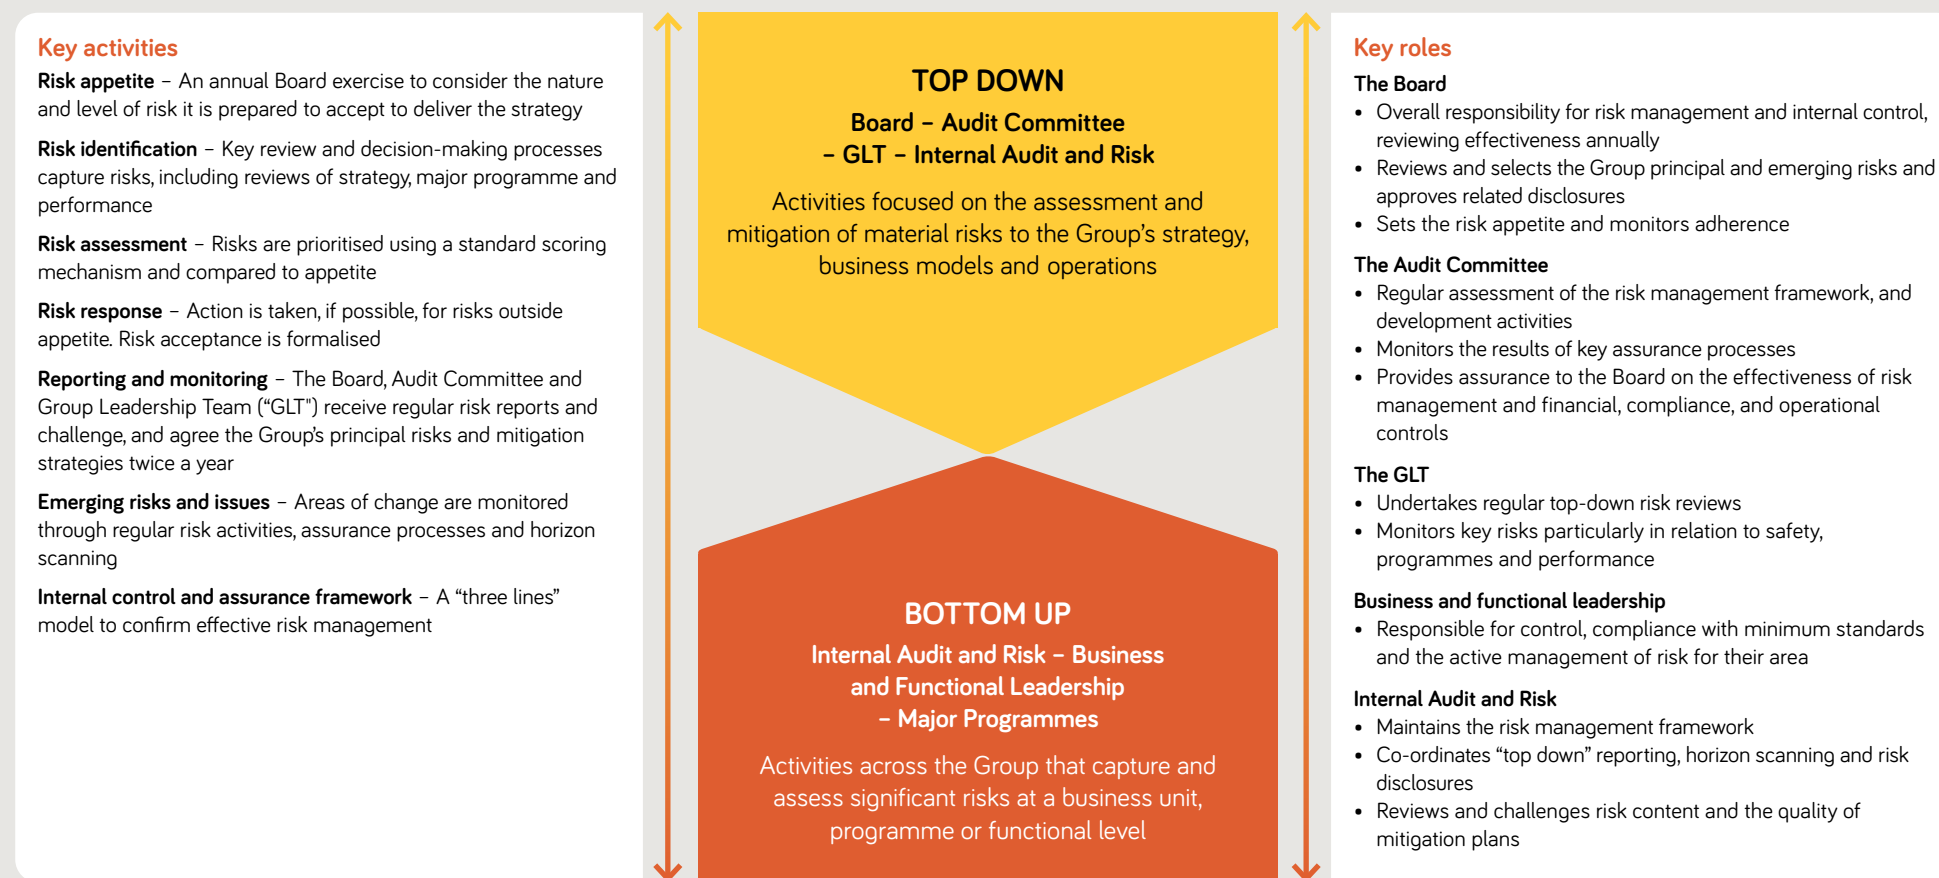 Key activities
Risk appetite – An annual Board exercise to consider the nature
and level of risk it is prepared to accept to deliver the strategy
Risk identification – Key review and decision-making processes
capture risks, including reviews of strategy, major programme and
performance
Risk assessment – Risks are prioritised using a standard scoring
mechanism and compared to appetite
Risk response – Action is taken, if possible, for risks outside
appetite. Risk acceptance is formalised
Reporting and monitoring – The Board, Audit Committee and
Group Leadership Team (“GLT") receive regular risk reports and
challenge, and agree the Group’s principal risks and mitigation
strategies twice a year
Emerging risks and issues – Areas of change are monitored
through regular risk activities, assurance processes and horizon
scanning
Internal control and assurance framework – A “three lines”
model to confirm effective risk management
TOP DOWN
Board – Audit Committee
– GLT – Internal Audit and Risk
Activities focused on the assessment and
mitigation of material risks to the Group’s strategy,
business models and operations
BOTTOM UP
Internal Audit and Risk – Business
and Functional Leadership
– Major Programmes
Activities across the Group that capture and
assess significant risks at a business unit,
programme or functional level
Key roles
The Board
• Overall responsibility for risk management and internal control,
reviewing effectiveness annually
• Reviews and selects the Group principal and emerging risks and
approves related disclosures
• Sets the risk appetite and monitors adherence
The Audit Committee
• Regular assessment of the risk management framework, and
development activities
• Monitors the results of key assurance processes
• Provides assurance to the Board on the effectiveness of risk
management and financial, compliance, and operational
controls
The GLT
• Undertakes regular top-down risk reviews
• Monitors key risks particularly in relation to safety,
programmes and performance
Business and functional leadership
• Responsible for control, compliance with minimum standards
and the active management of risk for their area
Internal Audit and Risk
• Maintains the risk management framework
• Co-ordinates “top down” reporting, horizon scanning and risk
disclosures
• Reviews and challenges risk content and the quality of
mitigation plans